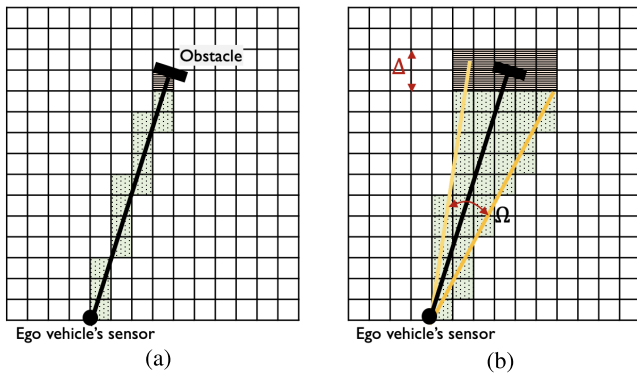 Obstacle
Ego vehicle's sensor
(a)
Δ
Ω
Ego vehicle's sensor
(b)